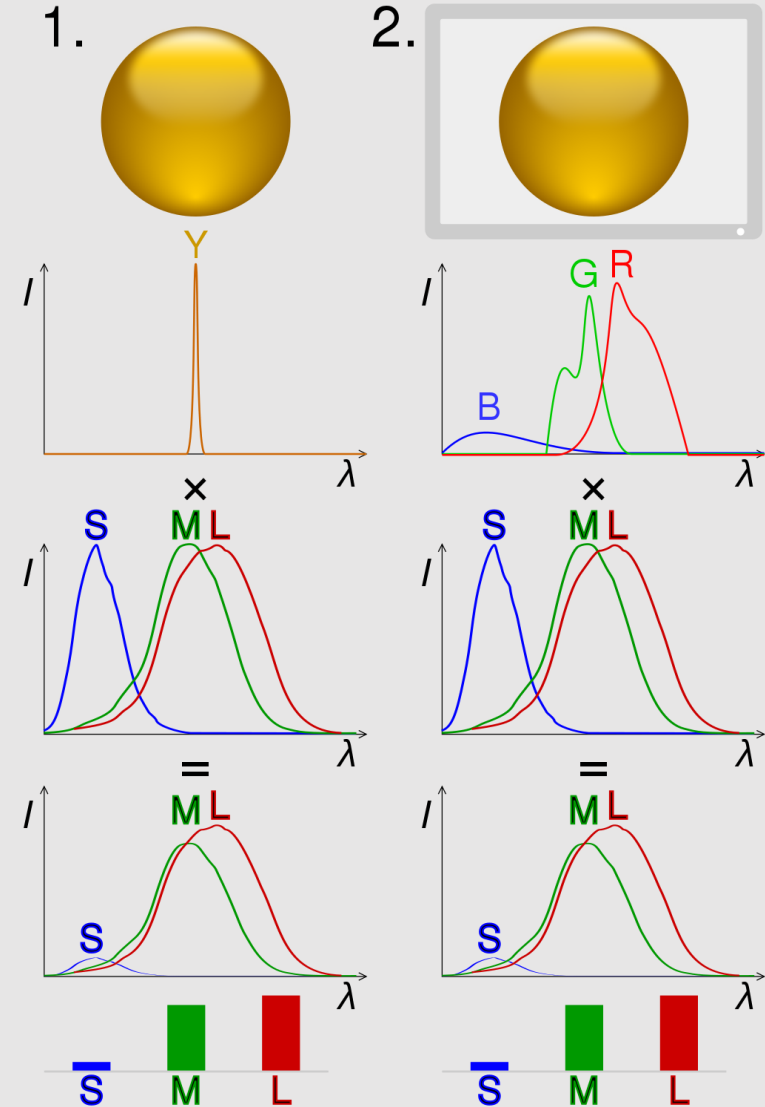 1. 2.
Y
I λ
G R
B
I λ
× ×
S M L
I λ
S M L
I λ
= =
M L
S
I λ
M L
S
I λ
S M L
S M L